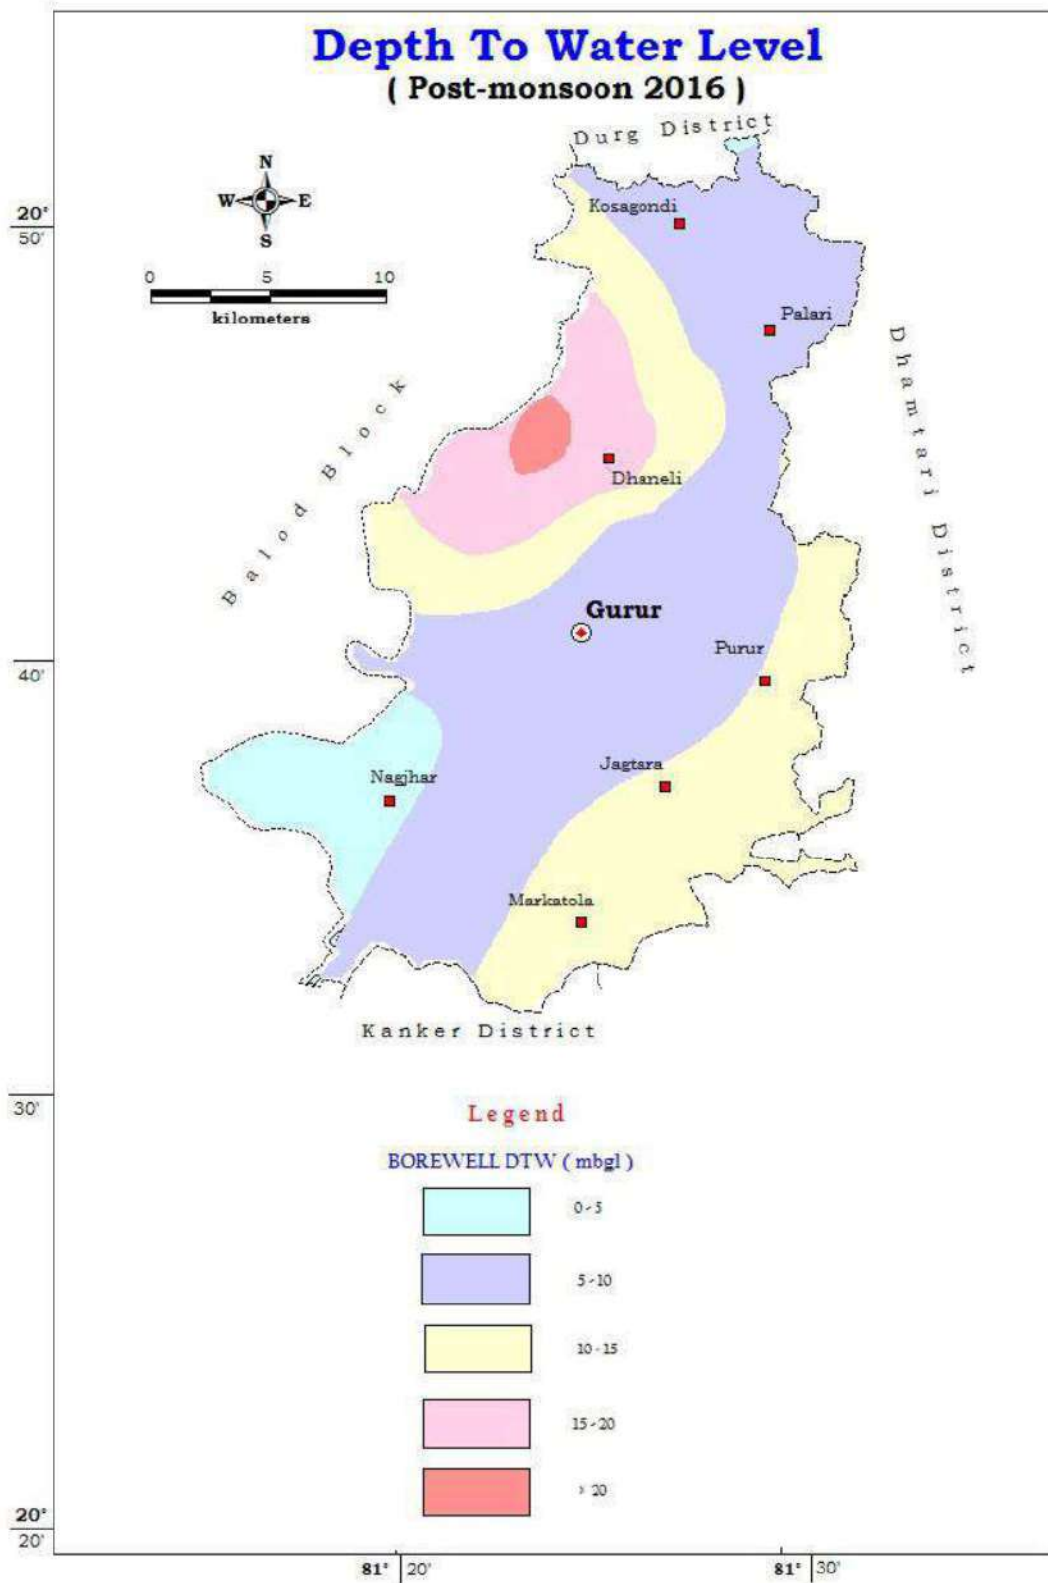 Depth To Water Level
( Post-monsoon 2016 )
Durg District
N
W E
S
20°
50'
Kosagondi
0 5 10
kilometers
Palari
Balod Block
Dhamtari District
Dhaneli
Gurur
Purur
40'
Jagtara
Nagjhar
Markatola
Kanker District
30'
Legend
BOREWELL DTW ( mbgl )
0 - 5
5 - 10
10 - 15
15 - 20
> 20
20°
20'
81° 20' 81° 30'